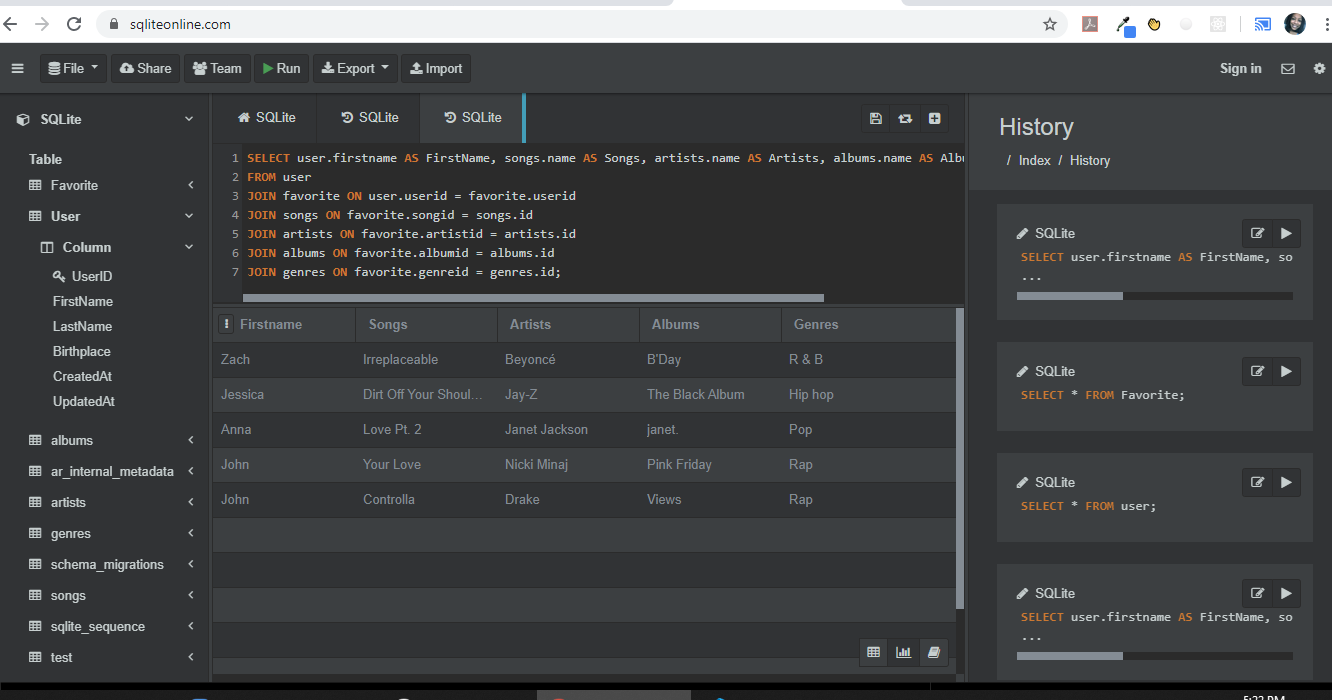 sqliteonline.com
File Share Team Run Export Import Sign in
SQLite
Table
Favorite
User
Column
UserID
FirstName
LastName
Birthplace
CreatedAt
UpdatedAt
albums
ar_internal_metadata
artists
genres
schema_migrations
songs
sqlite_sequence
test
SQLite SQLite SQLite
1 SELECT user.firstname AS FirstName, songs.name AS Songs, artists.name AS Artists, albums.name AS Albu
2 FROM user
3 JOIN favorite ON user.userid = favorite.userid
4 JOIN songs ON favorite.songid = songs.id
5 JOIN artists ON favorite.artistid = artists.id
6 JOIN albums ON favorite.albumid = albums.id
7 JOIN genres ON favorite.genreid = genres.id;
Firstname Songs Artists Albums Genres
Zach Irreplaceable Beyoncé B'Day R & B
Jessica Dirt Off Your Shoul... Jay-Z The Black Album Hip hop
Anna Love Pt. 2 Janet Jackson janet. Pop
John Your Love Nicki Minaj Pink Friday Rap
John Controlla Drake Views Rap
History
/ Index / History
SQLite
SELECT user.firstname AS FirstName, so
...
SQLite
SELECT * FROM Favorite;
SQLite
SELECT * FROM user;
SQLite
SELECT user.firstname AS FirstName, so
...